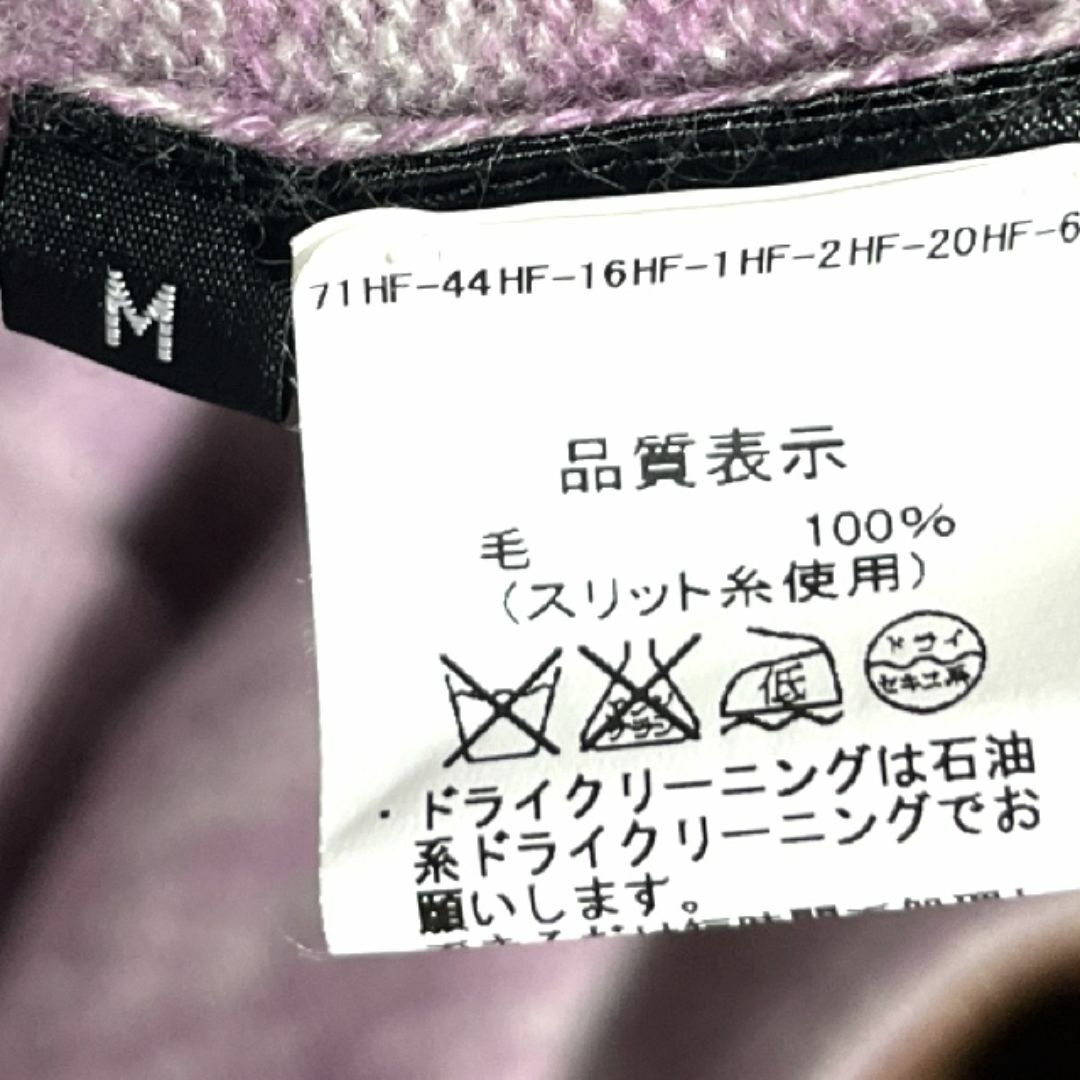 M
71HF-44HF-16HF-1HF-2HF-20HF-6
品質表示
毛 100%
(スリット糸使用)
低
ドライ
セキユ系
・ドライクリーニングは石油
系ドライクリーニングでお
願いします。